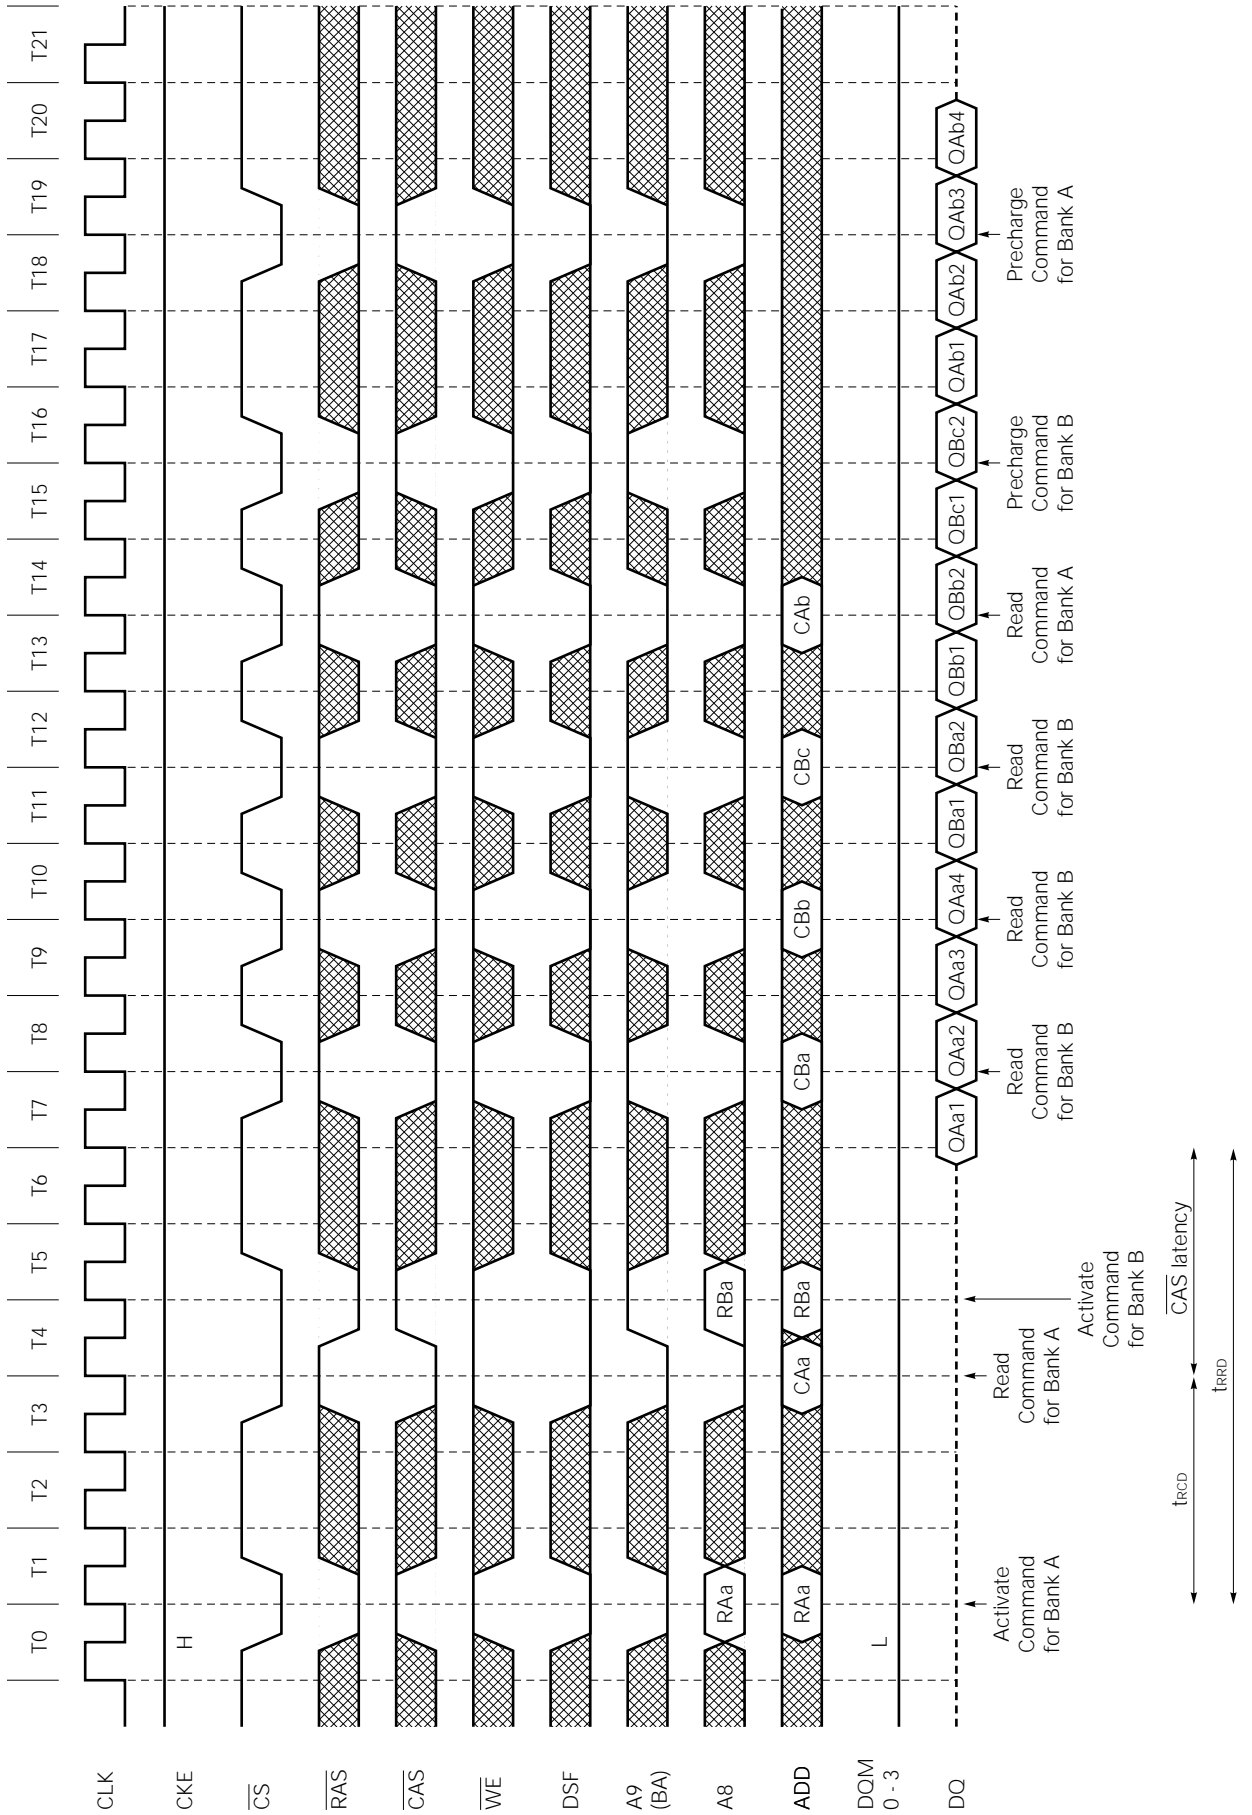 T0 T1 T2 T3 T4 T5 T6 T7 T8 T9 T10 T11 T12 T13 T14 T15 T16 T17 T18 T19 T20 T21
CLK
CKE
H
CS
RAS
CAS
WE
DSF
A9
(BA)
A8
RAa RBa
ADD
RAa CAa RBa CBa CBb CBc CAb
DQM
0 - 3
L
DQ
QAa1 QAa2 QAa3 QAa4 QBa1 QBa2 QBb1 QBb2 QBc1 QBc2 QAb1 QAb2 QAb3 QAb4
Activate
Command
for Bank A
Read
Command
for Bank A
Activate
Command
for Bank B
Read
Command
for Bank B
Read
Command
for Bank B
Read
Command
for Bank B
Read
Command
for Bank A
Precharge
Command
for Bank B
Precharge
Command
for Bank A
tRCD
CAS latency
tRRD